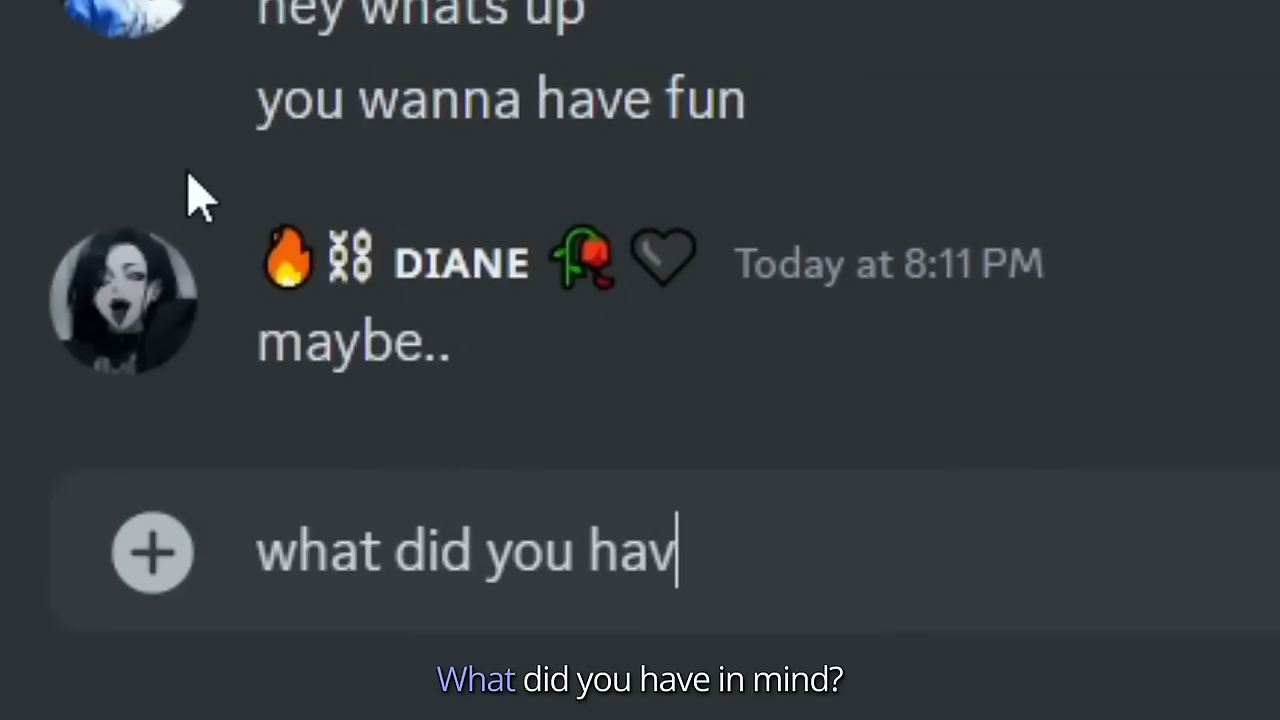 hey whats up
you wanna have fun
🔥⛓ DIANE 🥀🖤 Today at 8:11 PM
maybe..
what did you hav
What did you have in mind?